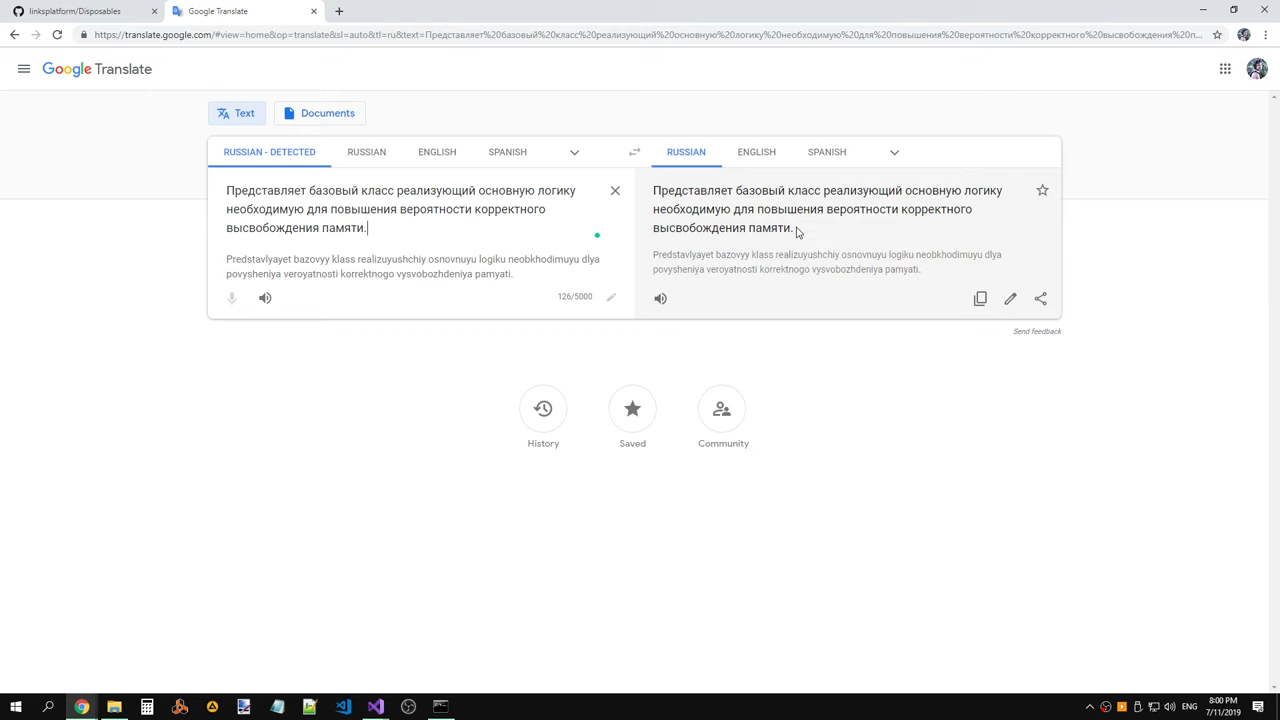 linksplatform/Disposables
Google Translate
https://translate.google.com/#view=home&op=translate&sl=auto&tl=ru&text=Представляет%20базовый%20класс%20реализующий%20основную%20логику%20необходимую%20для%20повышения%20вероятности%20корректного%20высвобождения%20п...
Google Translate
Text
Documents
RUSSIAN - DETECTED
RUSSIAN
ENGLISH
SPANISH
RUSSIAN
ENGLISH
SPANISH
Представляет базовый класс реализующий основную логику
необходимую для повышения вероятности корректного
высвобождения памяти.
Predstavlyayet bazovyy klass realizuyushchiy osnovnuyu logiku neobkhodimuyu dlya
povysheniya veroyatnosti korrektnogo vysvobozhdeniya pamyati.
126/5000
Представляет базовый класс реализующий основную логику
необходимую для повышения вероятности корректного
высвобождения памяти.
Predstavlyayet bazovyy klass realizuyushchiy osnovnuyu logiku neobkhodimuyu dlya
povysheniya veroyatnosti korrektnogo vysvobozhdeniya pamyati.
Send feedback
History
Saved
Community
ENG
8:00 PM
7/11/2019